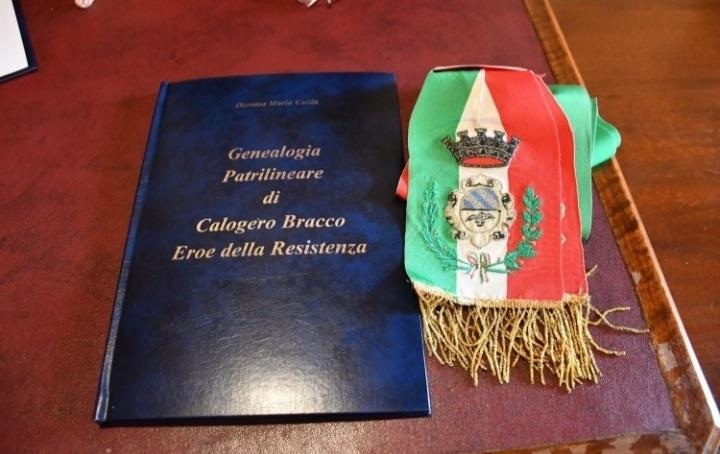 Dorotea Maria Guida
Genealogia
Patrilineare
di
Calogero Bracco
Eroe della Resistenza